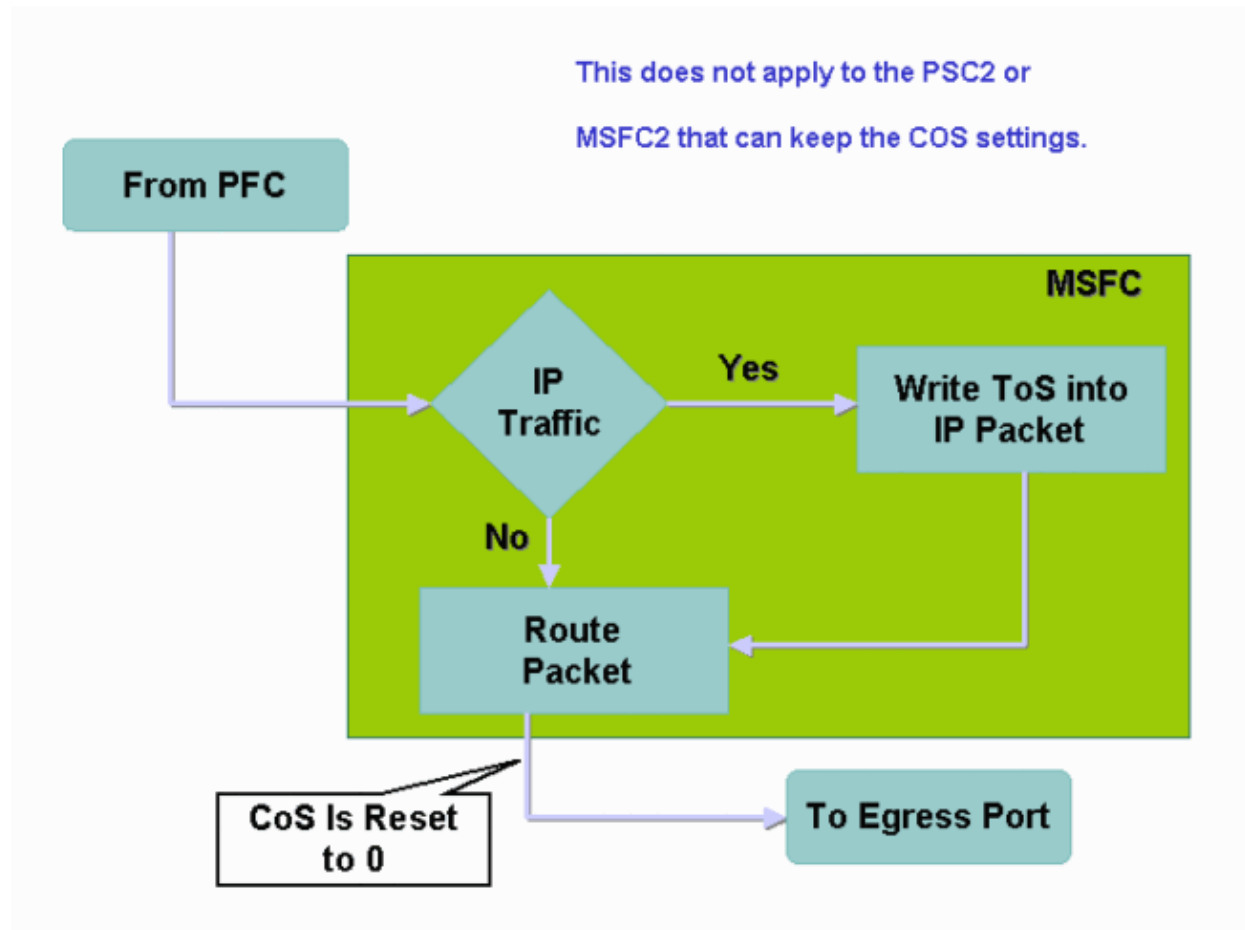 This does not apply to the PSC2 or
MSFC2 that can keep the COS settings.
From PFC
MSFC
IP
Traffic
Yes
Write ToS into
IP Packet
No
Route
Packet
CoS Is Reset
to 0
To Egress Port